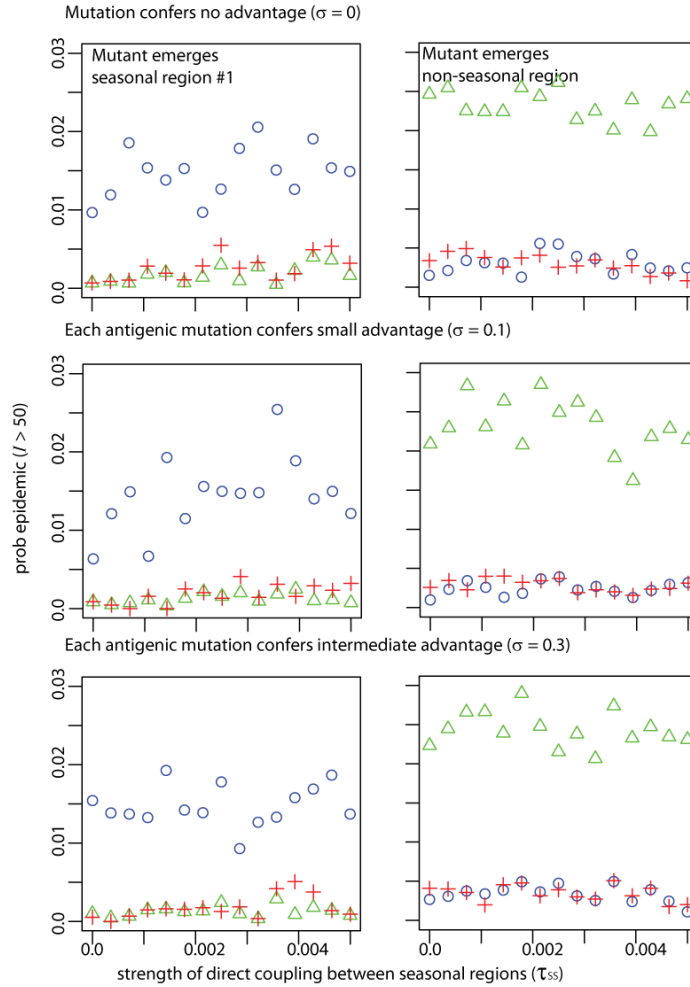 Mutation confers no advantage (σ = 0)
Mutant emerges
seasonal region #1
Mutant emerges
non-seasonal region
0.03
0.02
0.01
0.0
Each antigenic mutation confers small advantage (σ = 0.1)
0.03
0.02
0.01
0.0
prob epidemic (I > 50)
Each antigenic mutation confers intermediate advantage (σ = 0.3)
0.03
0.02
0.01
0.0
0.0 0.002 0.004 0.0 0.002 0.004
strength of direct coupling between seasonal regions (τss)